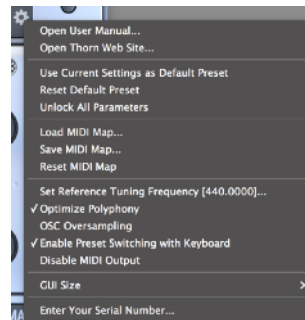 Open User Manual...
Open Thorn Web Site...
Use Current Settings as Default Preset
Reset Default Preset
Unlock All Parameters
Load MIDI Map...
Save MIDI Map...
Reset MIDI Map
Set Reference Tuning Frequency [440.0000]...
✓ Optimize Polyphony
OSC Oversampling
✓ Enable Preset Switching with Keyboard
Disable MIDI Output
GUI Size >
Enter Your Serial Number...